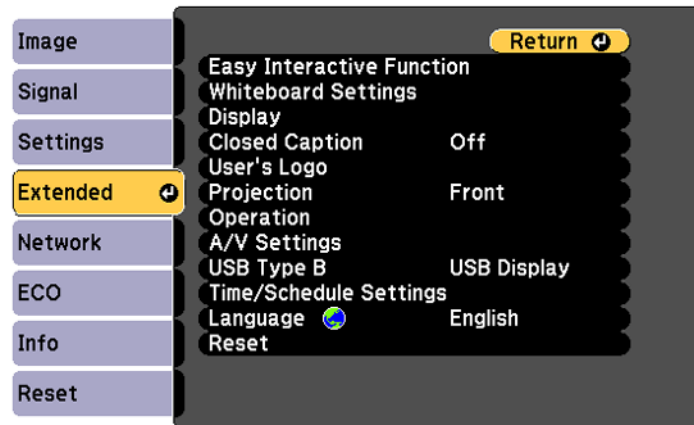 Image
Signal
Settings
Extended
Network
ECO
Info
Reset
Return
Easy Interactive Function
Whiteboard Settings
Display
Closed Caption Off
User's Logo
Projection Front
Operation
A/V Settings
USB Type B USB Display
Time/Schedule Settings
Language English
Reset